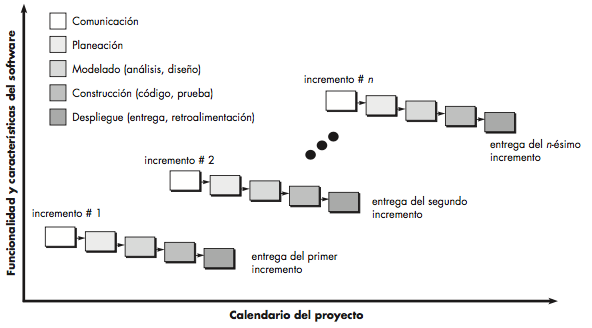 Funcionalidad y características del software
Comunicación
Planeación
Modelado (análisis, diseño)
Construcción (código, prueba)
Despliegue (entrega, retroalimentación)
incremento # n
entrega del n-ésimo
incremento
incremento # 2
entrega del segundo
incremento
incremento # 1
entrega del primer
incremento
Calendario del proyecto